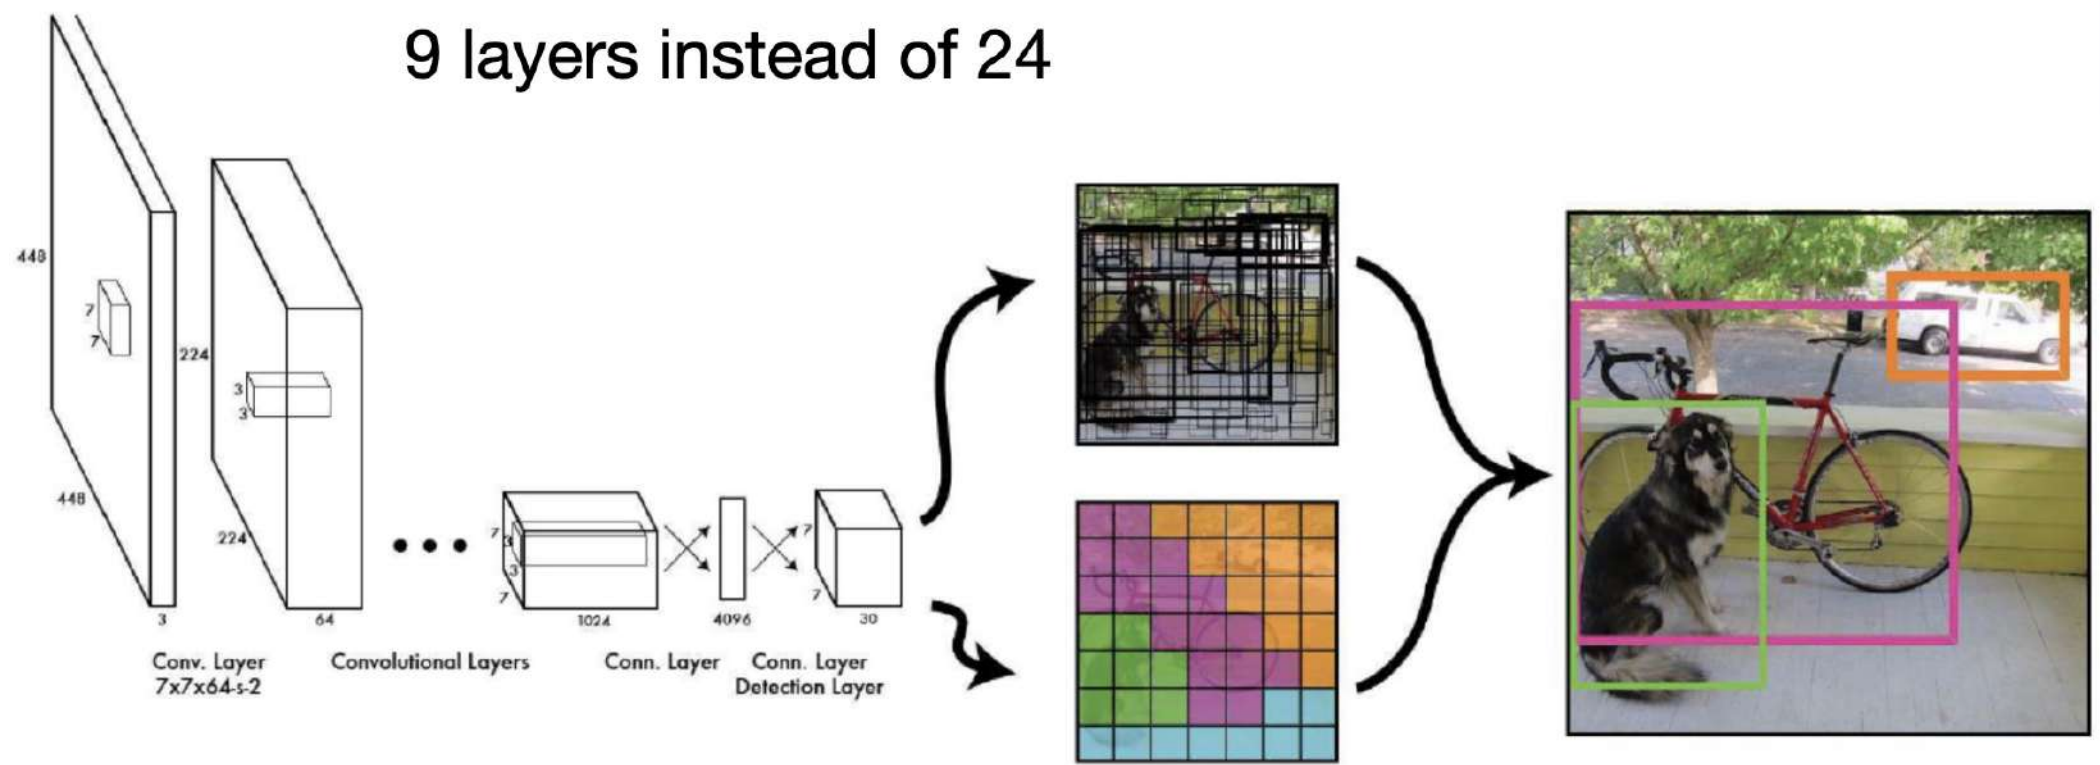 9 layers instead of 24
448
448
7
7
3
224
224
3
3
64
7
3
3
7
1024
4096
7
7
30
Conv. Layer
7x7x64-s-2
Convolutional Layers
Conn. Layer
Conn. Layer
Detection Layer